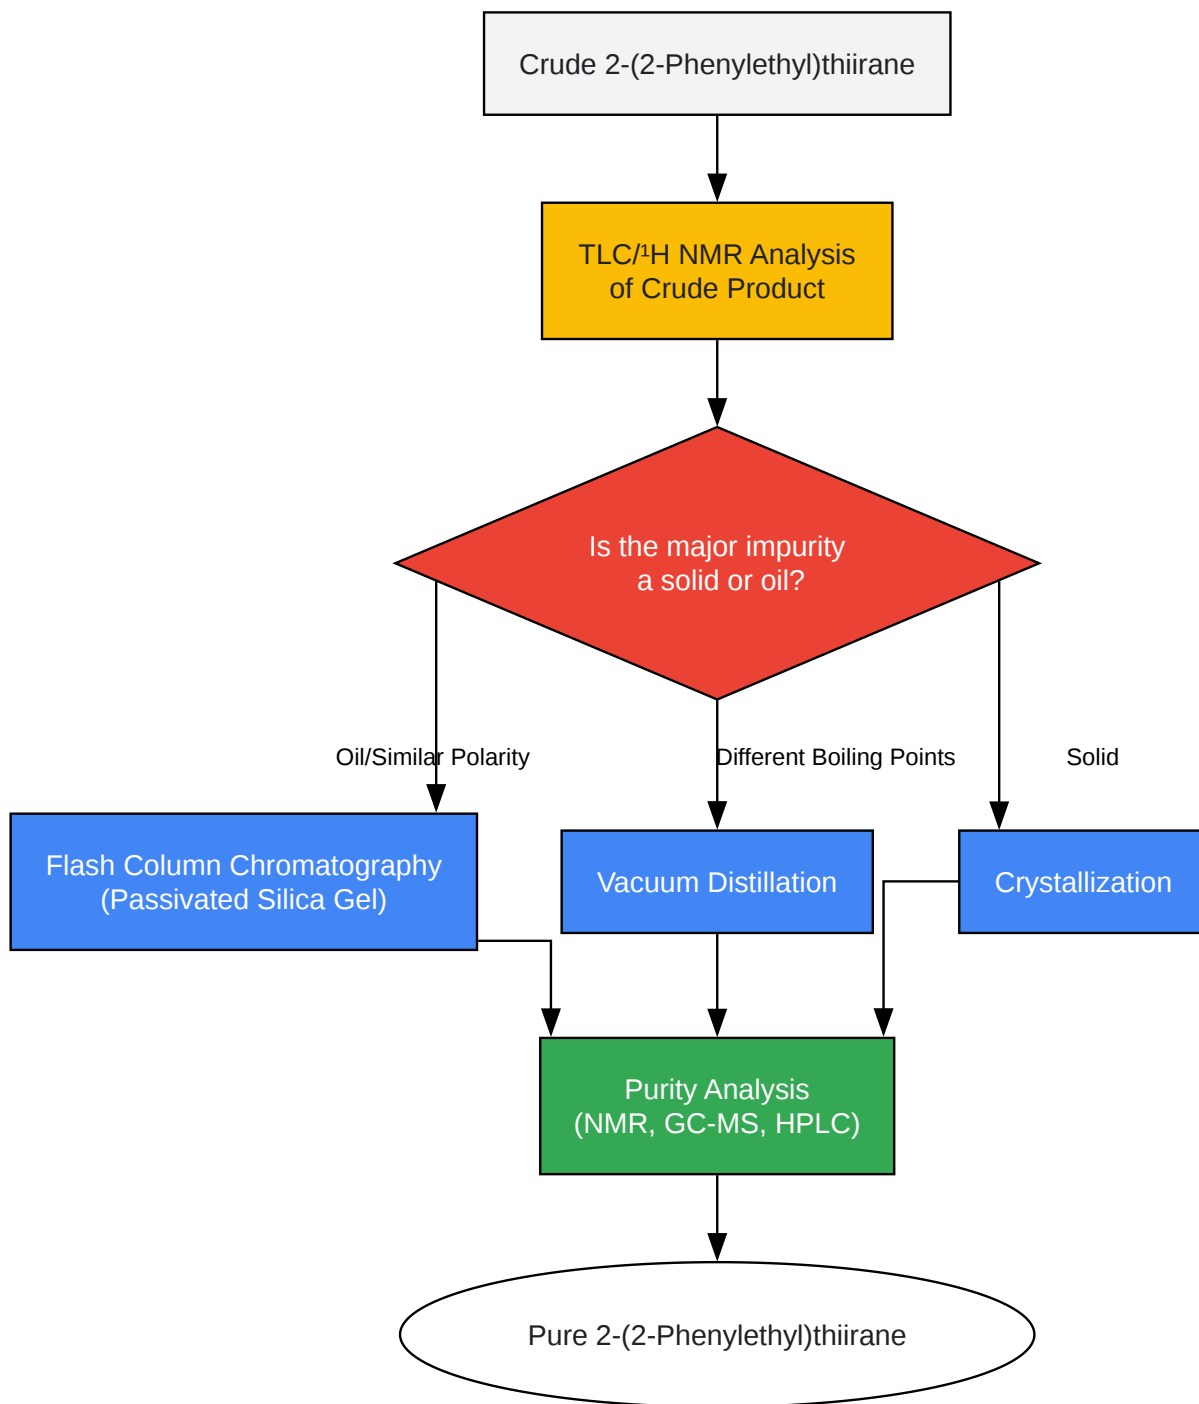 Crude 2-(2-Phenylethyl)thiirane
TLC/¹H NMR Analysis
of Crude Product
Is the major impurity
a solid or oil?
Oil/Similar Polarity
Different Boiling Points
Solid
Flash Column Chromatography
(Passivated Silica Gel)
Vacuum Distillation
Crystallization
Purity Analysis
(NMR, GC-MS, HPLC)
Pure 2-(2-Phenylethyl)thiirane